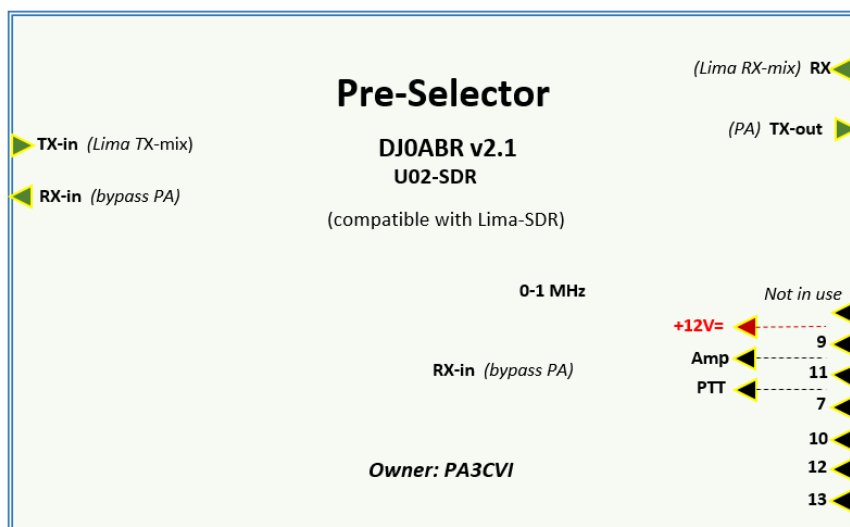 (Lima RX-mix) RX
Pre-Selector
(PA) TX-out
TX-in (Lima TX-mix)
DJ0ABR v2.1
U02-SDR
RX-in (bypass PA)
(compatible with Lima-SDR)
0-1 MHz
Not in use
+12V=
9
Amp
RX-in (bypass PA)
11
PTT
7
10
12
Owner: PA3CVI
13